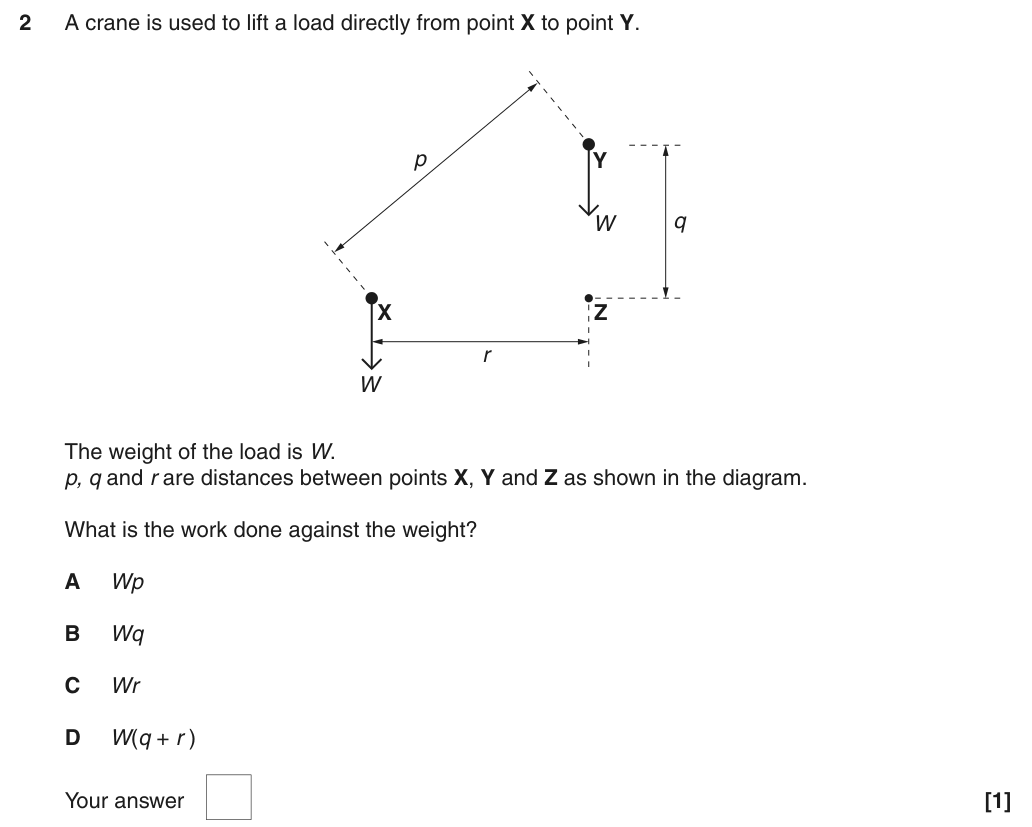 2 A crane is used to lift a load directly from point X to point Y.
p
Y
W
q
X
Z
r
W
The weight of the load is W.
p, q and r are distances between points X, Y and Z as shown in the diagram.
What is the work done against the weight?
A Wp
B Wq
C Wr
D W(q + r)
Your answer
[1]